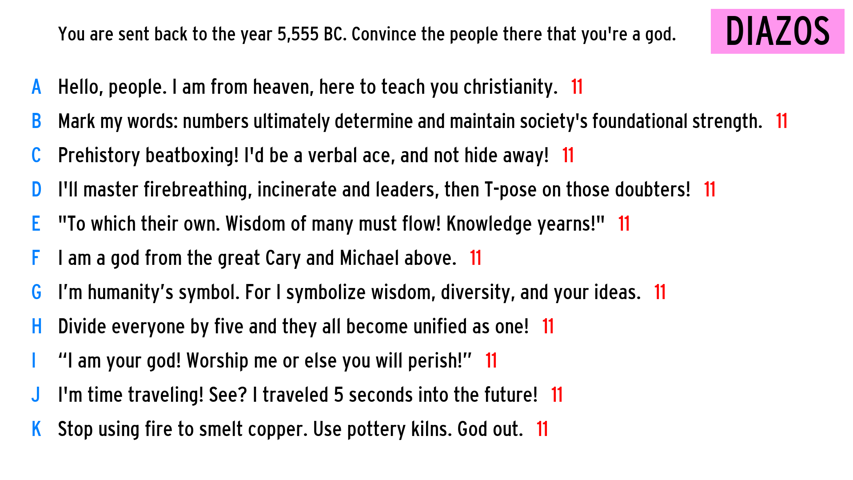 You are sent back to the year 5,555 BC. Convince the people there that you're a god.
DIAZOS
A Hello, people. I am from heaven, here to teach you christianity. 11
B Mark my words: numbers ultimately determine and maintain society's foundational strength. 11
C Prehistory beatboxing! I'd be a verbal ace, and not hide away! 11
D I'll master firebreathing, incinerate and leaders, then T-pose on those doubters! 11
E "To which their own. Wisdom of many must flow! Knowledge yearns!" 11
F I am a god from the great Cary and Michael above. 11
G I’m humanity’s symbol. For I symbolize wisdom, diversity, and your ideas. 11
H Divide everyone by five and they all become unified as one! 11
I “I am your god! Worship me or else you will perish!” 11
J I'm time traveling! See? I traveled 5 seconds into the future! 11
K Stop using fire to smelt copper. Use pottery kilns. God out. 11